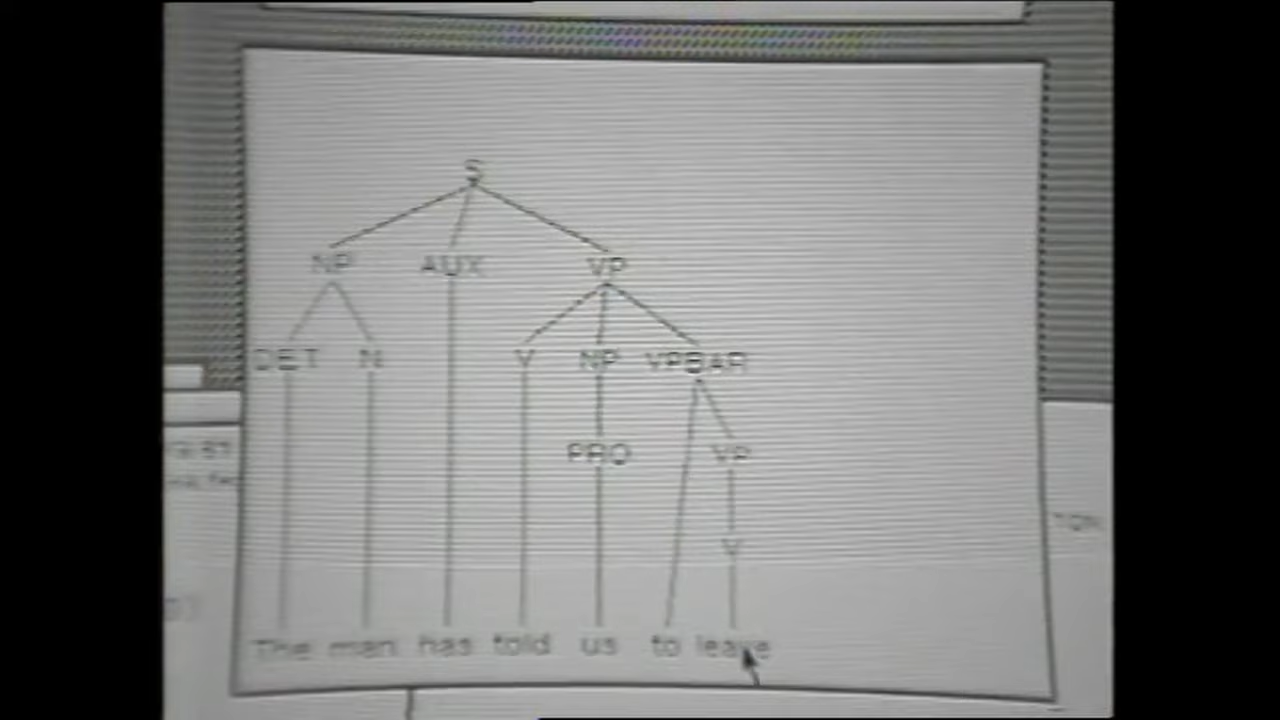 S
NP AUX VP
DET N V NP VPBAR
PRO VP
V
The man has told us to leave